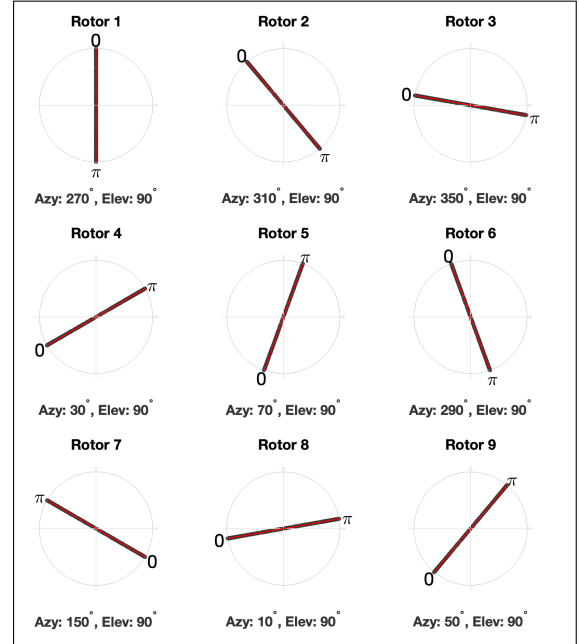 Rotor 1 Rotor 2 Rotor 3
0 0 0
π π π
Azy: 270°, Elev: 90° Azy: 310°, Elev: 90° Azy: 350°, Elev: 90°
Rotor 4 Rotor 5 Rotor 6
π π 0
0 0 π
Azy: 30°, Elev: 90° Azy: 70°, Elev: 90° Azy: 290°, Elev: 90°
Rotor 7 Rotor 8 Rotor 9
π π π
0 0 0
Azy: 150°, Elev: 90° Azy: 10°, Elev: 90° Azy: 50°, Elev: 90°